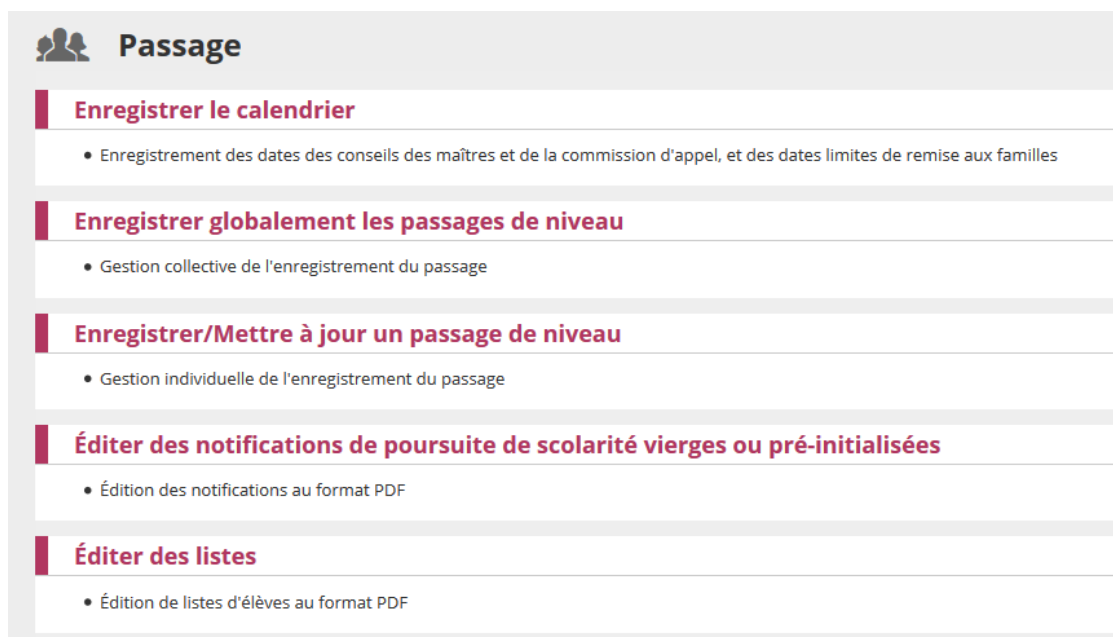 Passage
Enregistrer le calendrier
• Enregistrement des dates des conseils des maîtres et de la commission d'appel, et des dates limites de remise aux familles
Enregistrer globalement les passages de niveau
• Gestion collective de l'enregistrement du passage
Enregistrer/Mettre à jour un passage de niveau
• Gestion individuelle de l'enregistrement du passage
Éditer des notifications de poursuite de scolarité vierges ou pré-initialisées
• Édition des notifications au format PDF
Éditer des listes
• Édition de listes d'élèves au format PDF